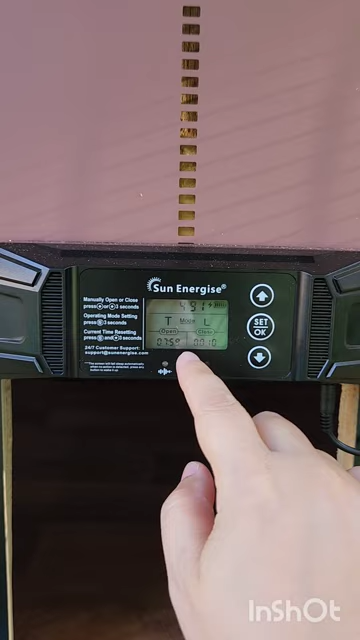 Sun Energise®
Manually Open or Close
press or 3 seconds
Operating Mode Setting
press 3 seconds
Current Time Resetting
press and 3 seconds
24/7 Customer Support:
support@sunenergise.com
T Mode L
Open Close
SET
OK
InShOt